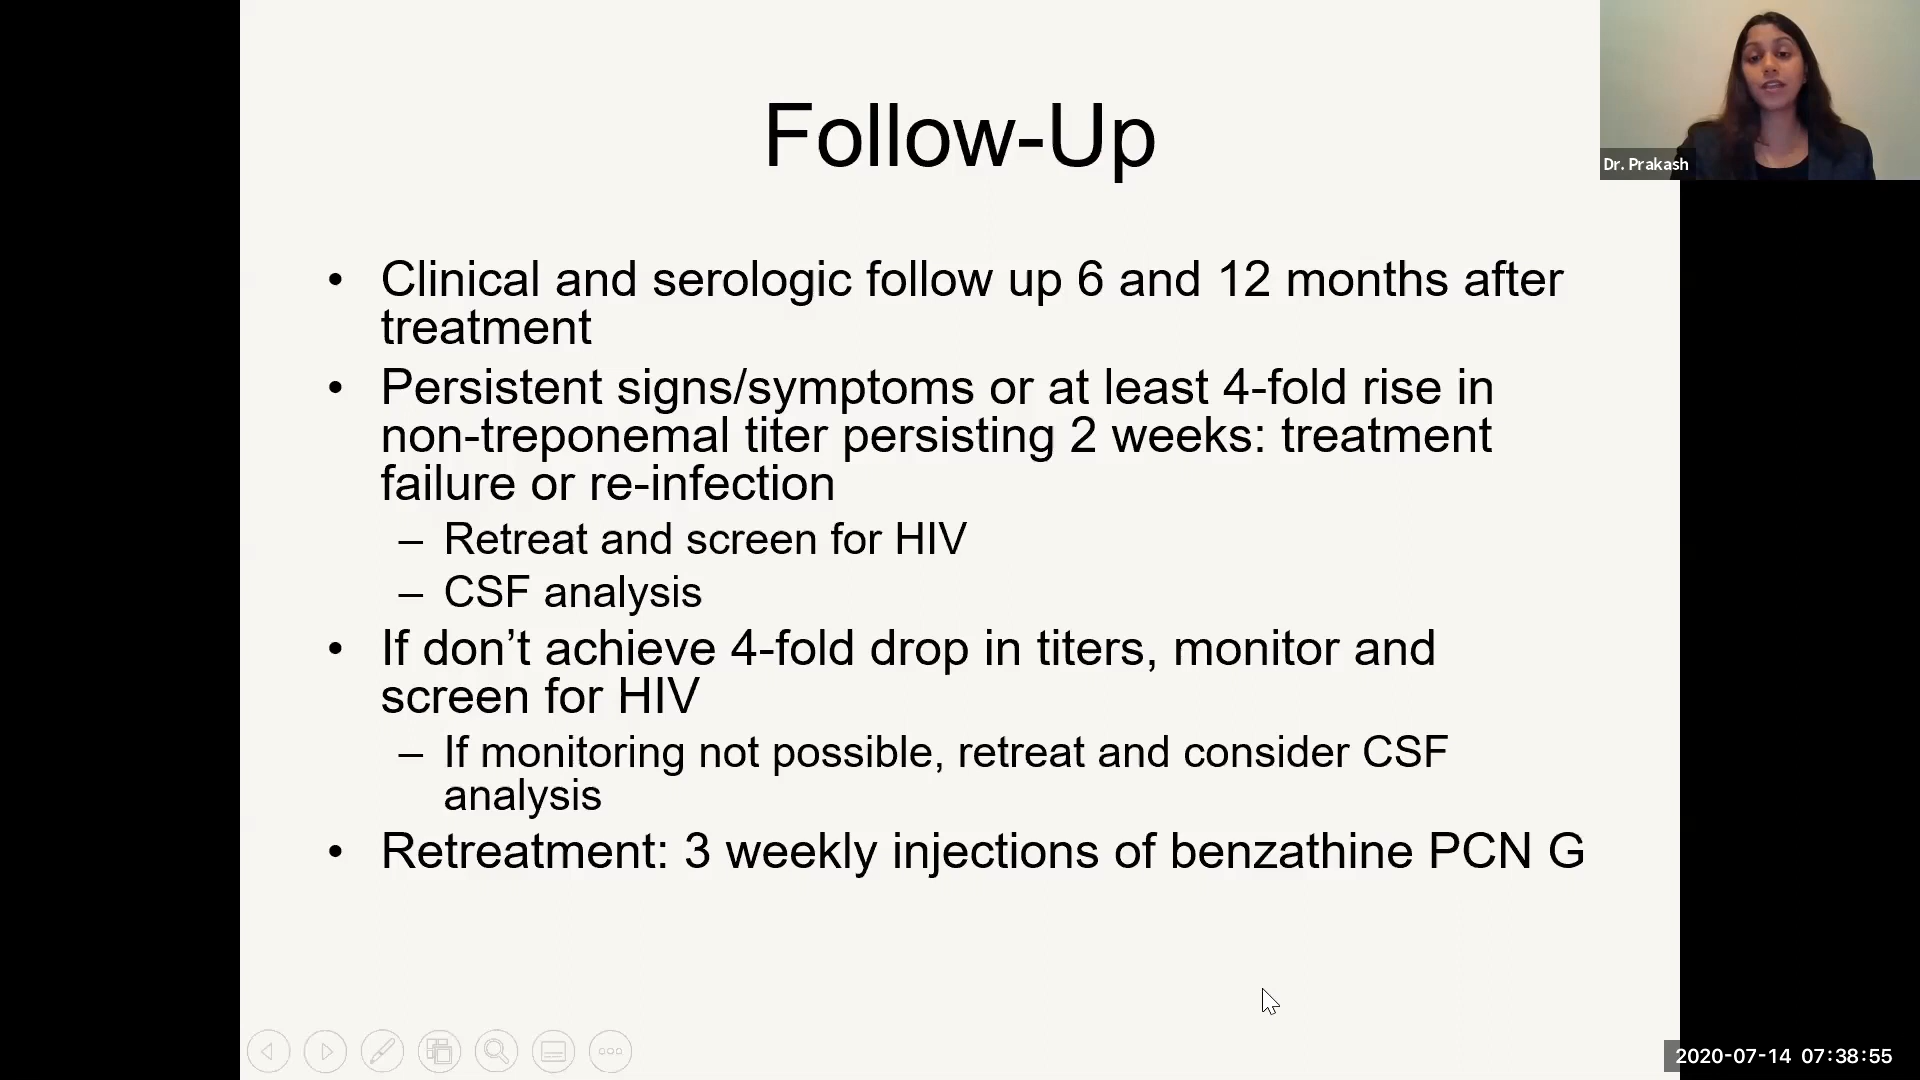 Follow-Up
Dr. Prakash
• Clinical and serologic follow up 6 and 12 months after
treatment
• Persistent signs/symptoms or at least 4-fold rise in
non-treponemal titer persisting 2 weeks: treatment
failure or re-infection
– Retreat and screen for HIV
– CSF analysis
• If don’t achieve 4-fold drop in titers, monitor and
screen for HIV
– If monitoring not possible, retreat and consider CSF
analysis
• Retreatment: 3 weekly injections of benzathine PCN G
2020-07-14 07:38:55